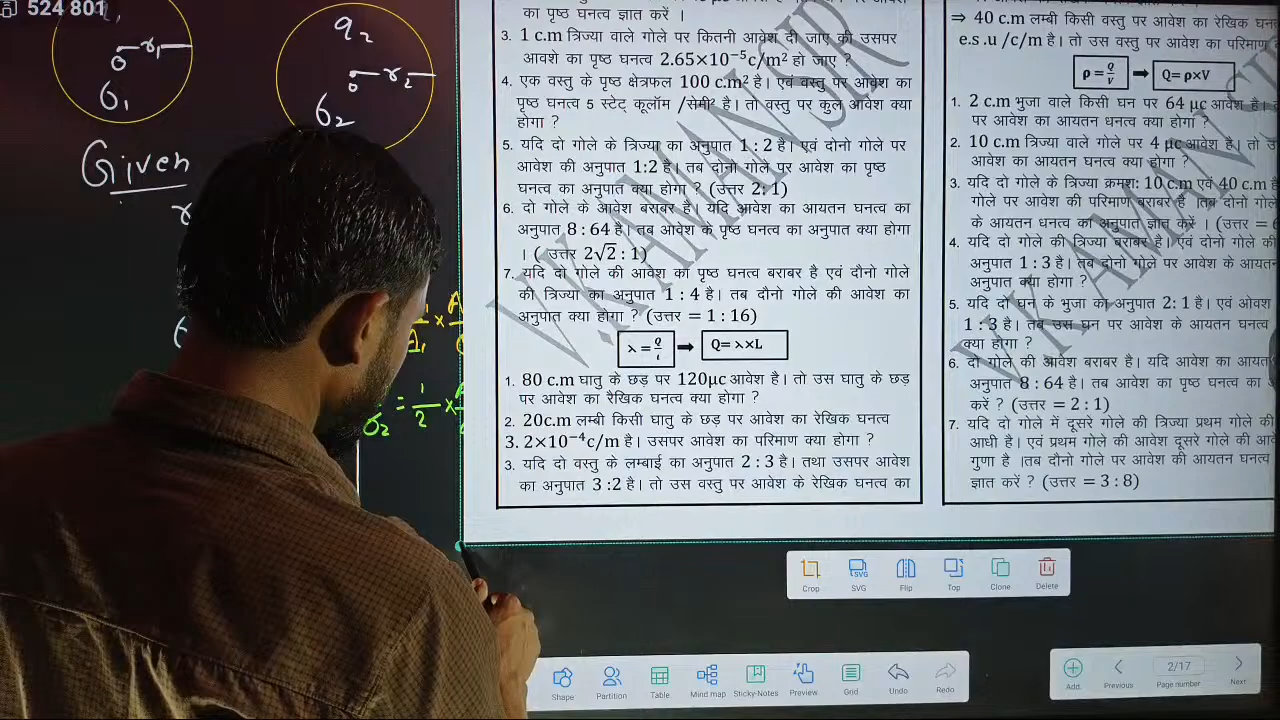 524 801
r₁
σ₁
q₂
r₂
σ₂
Given
का पृष्ठ घनत्व ज्ञात करें ।
3. 1 c.m त्रिज्या वाले गोले पर कितनी आवेश दी जाए की उसपर
आवशे का पृष्ठ घनत्व 2.65×10⁻⁵c/m² हो जाए ?
4. एक वस्तु के पृष्ठ क्षेत्रफल 100 c.m² है। एवं वस्तु पर आवेश का
पृष्ठ घनत्व 5 स्टेट् कूलॉम /सेमी² है। तो वस्तु पर कुल आवेश क्या
होगा ?
5. यदि दो गोले के त्रिज्या का अनुपात 1 : 2 है। एवं दोनो गोले पर
आवेश की अनुपात 1:2 है। तब दोनो गोले पर आवेश का पृष्ठ
घनत्व का अनुपात क्या होगा ? (उत्तर 2: 1)
6. दो गोले के आवेश बराबर है। यदि आवेश का आयतन घनत्व का
अनुपात 8 : 64 है। तब आवेश के पृष्ठ घनत्व का अनुपात क्या होगा
। ( उत्तर 2√2 : 1)
7. यदि दो गोले की आवेश का पृष्ठ घनत्व बराबर है एवं दौनो गोले
की त्रिज्या का अनुपात 1 : 4 है। तब दौनो गोले की आवेश का
अनुपात क्या होगा ? (उत्तर = 1 : 16)
Q= λ×L
1. 80 c.m घातु के छड़ पर 120μc आवेश है। तो उस घातु के छड़
पर आवेश का रैखिक घनत्व क्या होगा ?
2. 20c.m लम्बी किसी घातु के छड़ पर आवेश का रेखिक घनत्व
3. 2×10⁻⁴c/m है। उसपर आवेश का परिमाण क्या होगा ?
3. यदि दो वस्तु के लम्बाई का अनुपात 2 : 3 है। तथा उसपर आवेश
का अनुपात 3 :2 है। तो उस वस्तु पर आवेश के रेखिक घनत्व का
⇒ 40 c.m लम्बी किसी वस्तु पर आवेश का रेखिक
e.s.u /c/m है। तो उस वस्तु पर आवेश का परिमाण
ρ = Q/V ➡ Q= ρ×V
1. 2 c.m भुजा वाले किसी घन पर 64 μc आवेश है।
पर आवेश का आयतन धनत्व क्या होगा ?
2. 10 c.m त्रिज्या वाले गोले पर 4 μc आवेश है। तो
आवेश का आयतन घनत्व क्या होगा ?
3. यदि दो गोले के त्रिज्या क्रमश: 10 c.m एवं 40 c.m
गोले पर आवेश की परिमाण बराबर है ।तब दोनो
के आयतन घनत्व का अनुपात ज्ञात करें । (उत्तर =
4. यदि दो गोले की त्रिज्या बराबर है। एवं दोनो गोले की
अनुपात 1 : 3 है। तब दोनो गोले पर आवेश के आयतन
अनुपात क्या होगा ?
5. यदि दो घन के भुजा का अनुपात 2: 1 है। एवं ओवश
1 : 3 है। तब उस घन पर आवेश के आयतन घनत्व
क्या होगा ?
6. दो गोले की आवेश बराबर है। यदि आवेश का
अनुपात 8 : 64 है। तब आवेश का पृष्ठ घनत्व का
करें ? (उत्तर = 2 : 1)
7. यदि दो गोले में दूसरे गोले की त्रिज्या प्रथम गोले की
आधी है। एवं प्रथम गोले की आवेश दूसरे गोले की
गुणा है ।तब दौनो गोले पर आवेश की आयतन घनत्व
ज्ञात करें ? (उत्तर = 3 : 8)
Crop SVG Flip Top Clone Delete
Shape Partition Table Mind map Sticky-Notes Preview Grid Undo Redo
Add. Previous 2/17 Page number Next